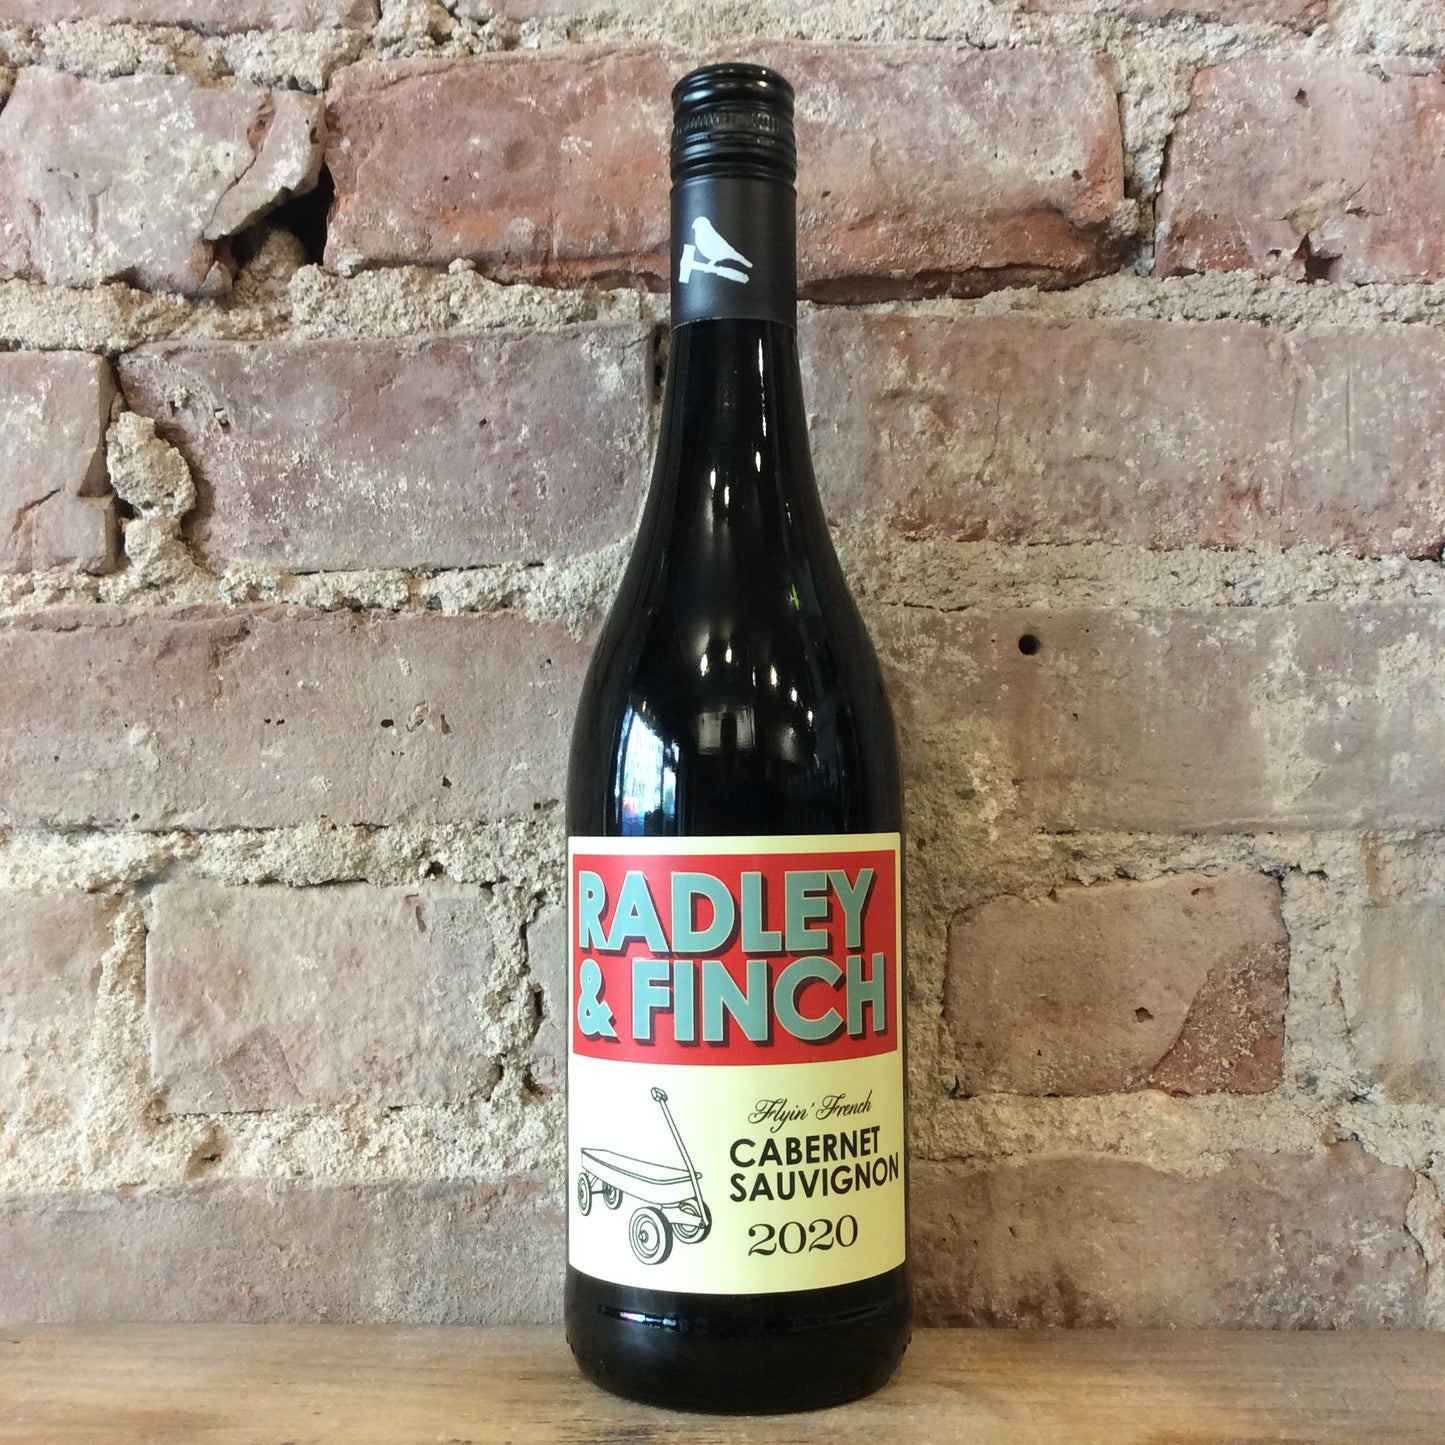 RADLEY
& FINCH
Flyin' French
CABERNET
SAUVIGNON
2020